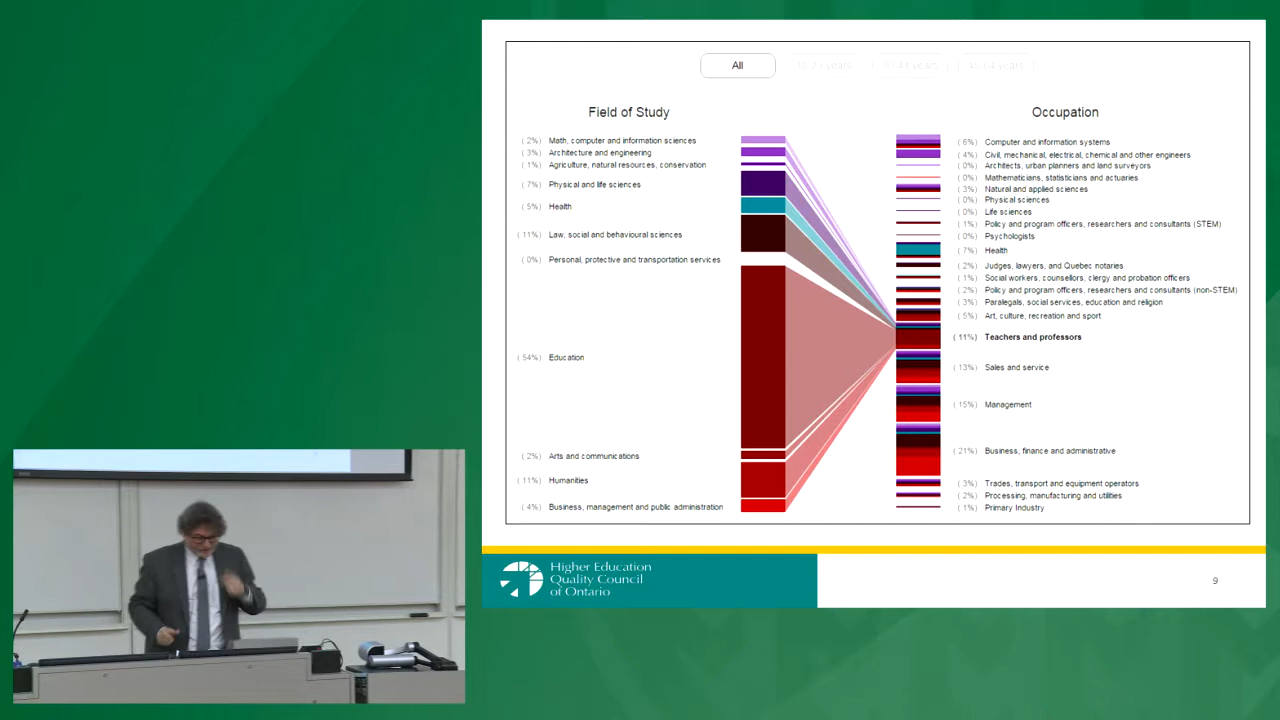 All
18-29 years
30-44 years
45-64 years
Field of Study
Occupation
( 2%) Math, computer and information sciences
( 3%) Architecture and engineering
( 1%) Agriculture, natural resources, conservation
( 7%) Physical and life sciences
( 5%) Health
( 11%) Law, social and behavioural sciences
( 0%) Personal, protective and transportation services
( 54%) Education
( 2%) Arts and communications
( 11%) Humanities
( 4%) Business, management and public administration
( 6%) Computer and information systems
( 4%) Civil, mechanical, electrical, chemical and other engineers
( 0%) Architects, urban planners and land surveyors
( 0%) Mathematicians, statisticians and actuaries
( 3%) Natural and applied sciences
( 0%) Physical sciences
( 0%) Life sciences
( 1%) Policy and program officers, researchers and consultants (STEM)
( 0%) Psychologists
( 7%) Health
( 2%) Judges, lawyers, and Quebec notaries
( 1%) Social workers, counsellors, clergy and probation officers
( 2%) Policy and program officers, researchers and consultants (non-STEM)
( 3%) Paralegals, social services, education and religion
( 5%) Art, culture, recreation and sport
( 11%) Teachers and professors
( 13%) Sales and service
( 15%) Management
( 21%) Business, finance and administrative
( 3%) Trades, transport and equipment operators
( 2%) Processing, manufacturing and utilities
( 1%) Primary Industry
Higher Education
Quality Council
of Ontario
9